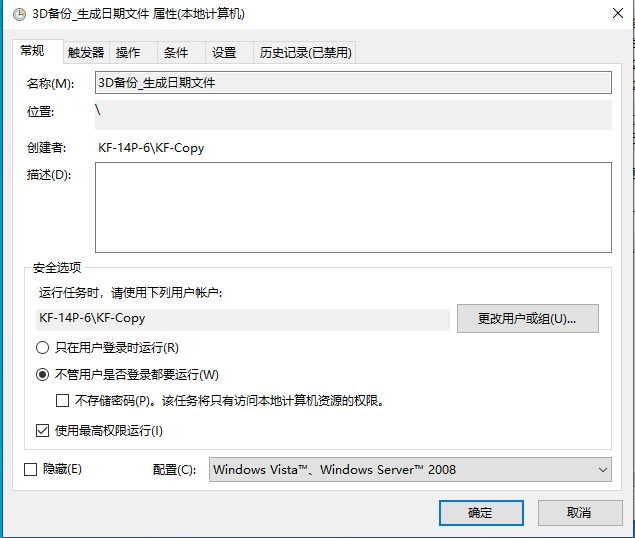 3D备份_生成日期文件 属性(本地计算机)
常规 触发器 操作 条件 设置 历史记录(已禁用)
名称(M): 3D备份_生成日期文件
位置: \
创建者: KF-14P-6\KF-Copy
描述(D):
安全选项
运行任务时，请使用下列用户帐户:
KF-14P-6\KF-Copy 更改用户或组(U)...
只在用户登录时运行(R)
不管用户是否登录都要运行(W)
不存储密码(P)。该任务将只有访问本地计算机资源的权限。
使用最高权限运行(I)
隐藏(E) 配置(C): Windows Vista™、Windows Server™ 2008
确定 取消